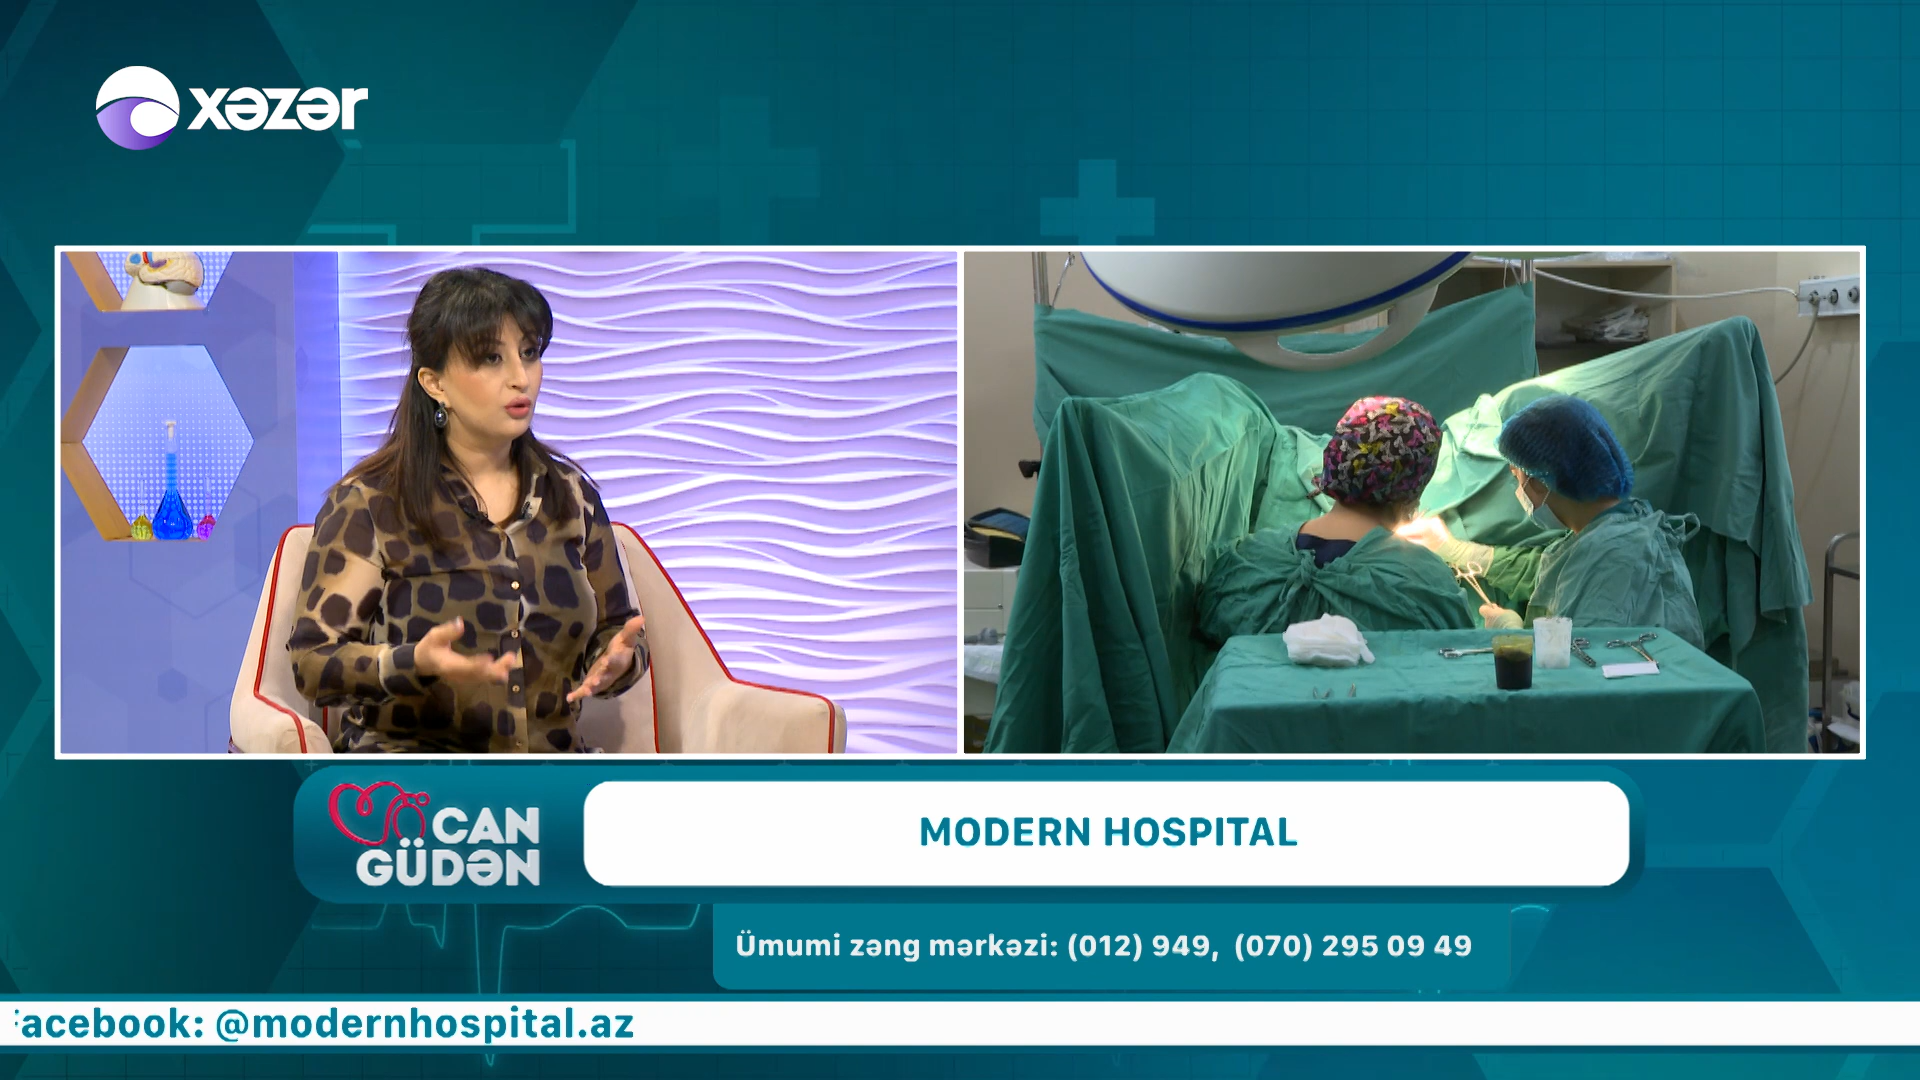 xəzər
CAN
GÜDƏN
MODERN HOSPITAL
Ümumi zəng mərkəzi: (012) 949, (070) 295 09 49
acebook: @modernhospital.az